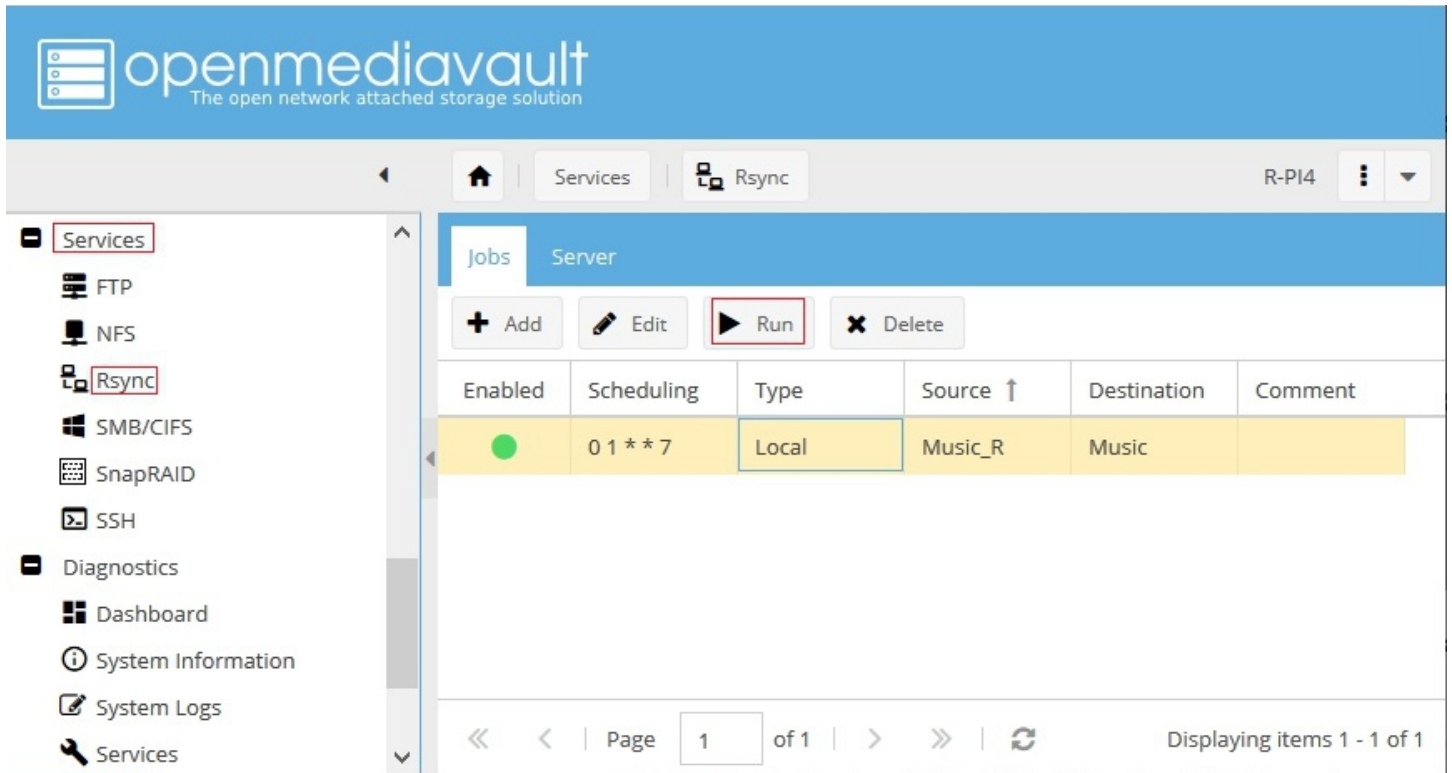 openmediavault
The open network attached storage solution
Services
Rsync
R-PI4
Services
FTP
NFS
Rsync
SMB/CIFS
SnapRAID
SSH
Diagnostics
Dashboard
System Information
System Logs
Services
Jobs Server
Add Edit Run Delete
Enabled Scheduling Type Source Destination Comment
0 1 * * 7 Local Music_R Music
Page 1 of 1 Displaying items 1 - 1 of 1